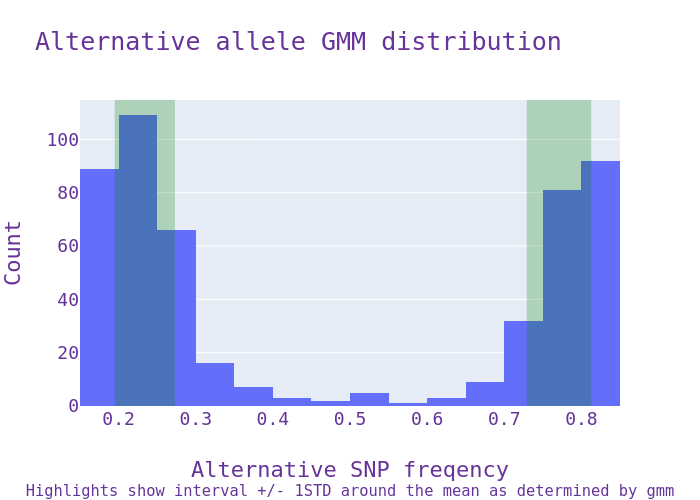 Alternative allele GMM distribution
100
80
60
40
20
0
Count
0.2 0.3 0.4 0.5 0.6 0.7 0.8
Alternative SNP freqency
Highlights show interval +/- 1STD around the mean as determined by gmm